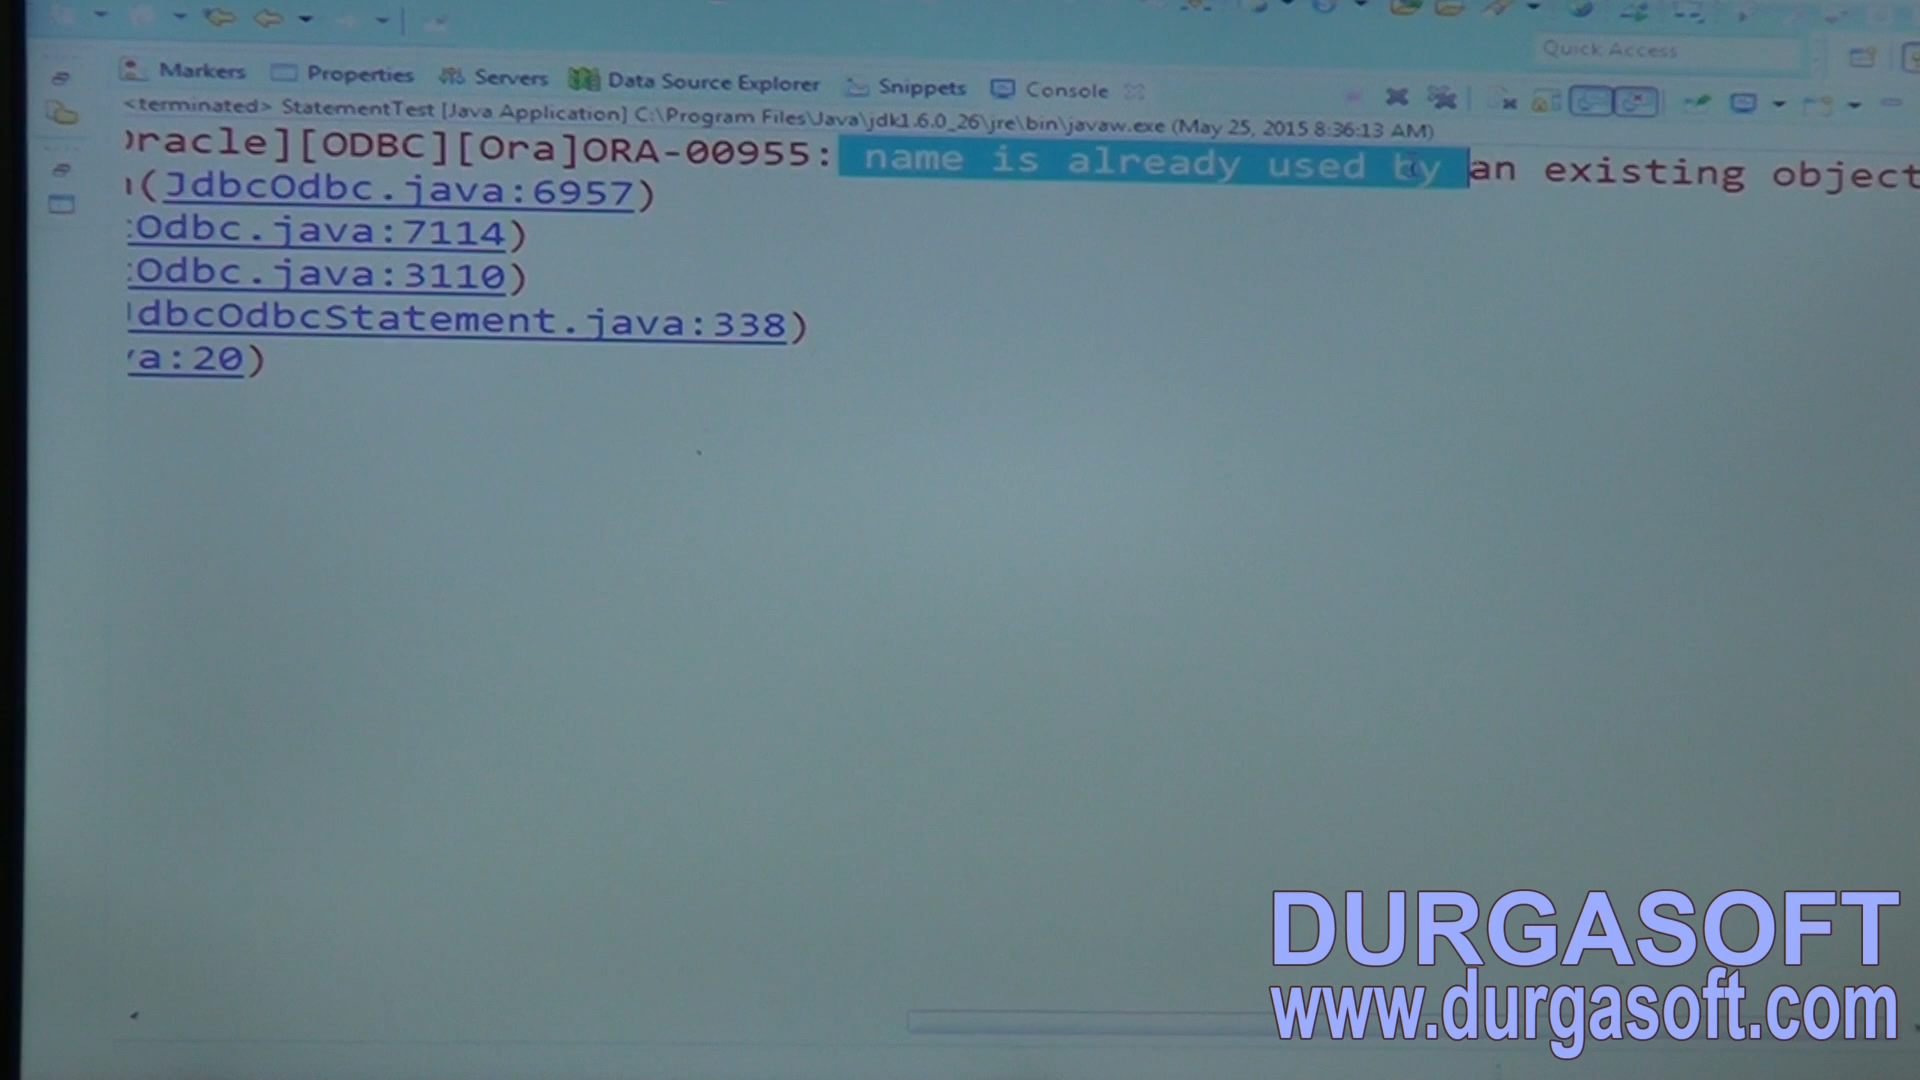 Quick Access
Markers Properties Servers Data Source Explorer Snippets Console
<terminated> StatementTest [Java Application] C:\Program Files\Java\jdk1.6.0_26\jre\bin\javaw.exe (May 25, 2015 8:36:13 AM)
racle][ODBC][Ora]ORA-00955: name is already used by an existing object
(JdbcOdbc.java:6957)
:Odbc.java:7114)
:Odbc.java:3110)
dbcOdbcStatement.java:338)
a:20)
DURGASOFT
www.durgasoft.com